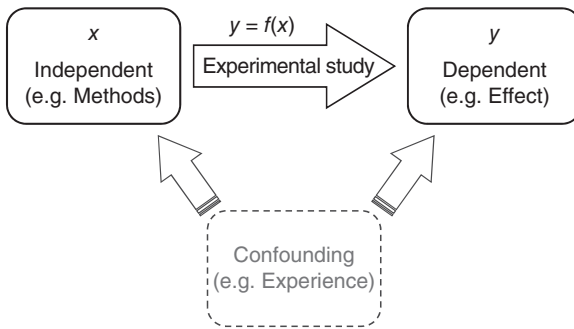 x
Independent
(e.g. Methods)
y = f(x)
Experimental study
y
Dependent
(e.g. Effect)
Confounding
(e.g. Experience)